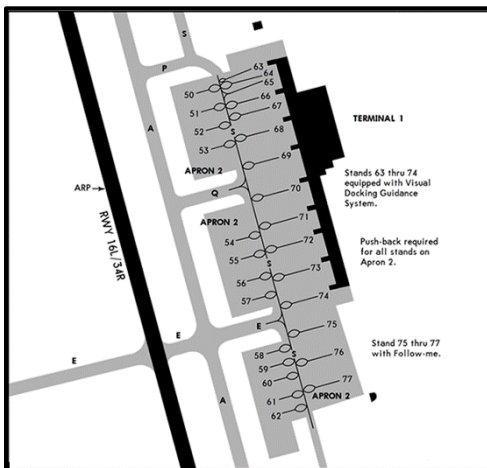 S
63
P
64
50
65
66
A
51
67
TERMINAL 1
52
S
68
53
69
APRON 2
Stands 63 thru 74
equipped with Visual
Docking Guidance
System.
ARP
Q
70
RWY 16L/34R
APRON 2
71
54
72
Push-back required
for all stands on
Apron 2.
55
S
73
56
57
74
E
E
75
58
S
Stand 75 thru 77
with Follow-me.
E
59
76
60
77
A
61
APRON 2
62